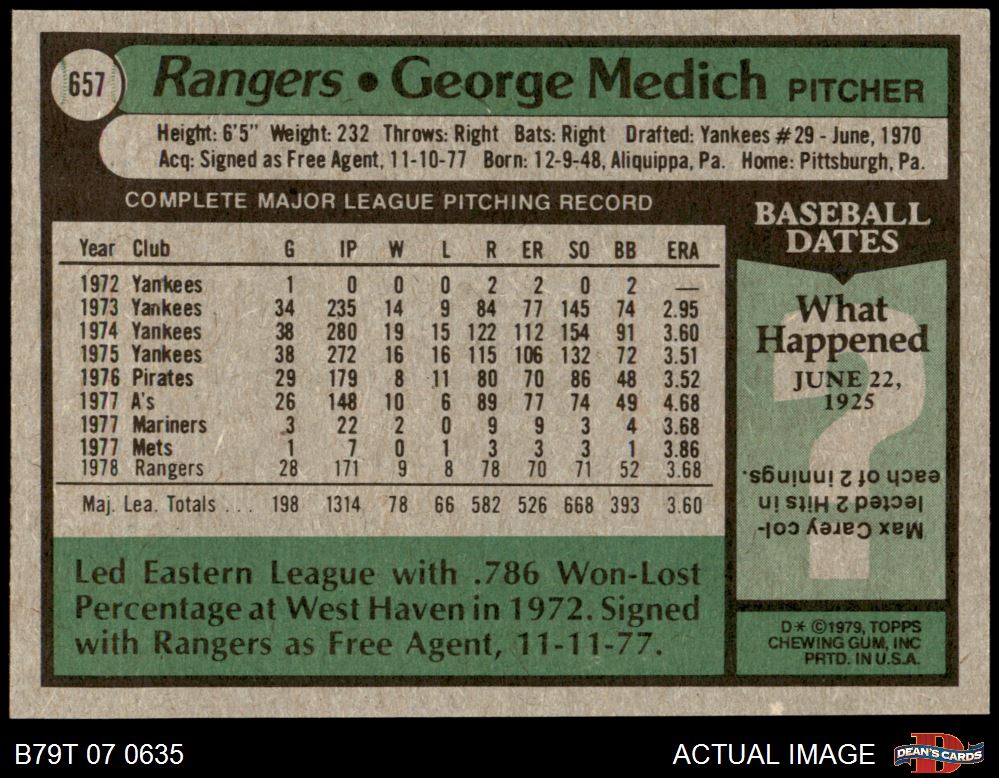 657 Rangers • George Medich PITCHER
Height: 6'5" Weight: 232 Throws: Right Bats: Right Drafted: Yankees #29 - June, 1970
Acq: Signed as Free Agent, 11-10-77 Born: 12-9-48, Aliquippa, Pa. Home: Pittsburgh, Pa.
COMPLETE MAJOR LEAGUE PITCHING RECORD
Year Club G IP W L R ER SO BB ERA
1972 Yankees 1 0 0 0 2 2 0 2 —
1973 Yankees 34 235 14 9 84 77 145 74 2.95
1974 Yankees 38 280 19 15 122 112 154 91 3.60
1975 Yankees 38 272 16 16 115 106 132 72 3.51
1976 Pirates 29 179 8 11 80 70 86 48 3.52
1977 A's 26 148 10 6 89 77 74 49 4.68
1977 Mariners 3 22 2 0 9 9 3 4 3.68
1977 Mets 1 7 0 1 3 3 3 1 3.86
1978 Rangers 28 171 9 8 78 70 71 52 3.68
Maj. Lea. Totals . . . 198 1314 78 66 582 526 668 393 3.60
Led Eastern League with .786 Won-Lost
Percentage at West Haven in 1972. Signed
with Rangers as Free Agent, 11-11-77.
BASEBALL
DATES
What
Happened
JUNE 22,
1925
Max Carey col-
lected 2 Hits in
each of 2 innings.
D* ©1979, TOPPS
CHEWING GUM, INC
PRTD. IN U.S.A.
B79T 07 0635
ACTUAL IMAGE
DEAN'S CARDS